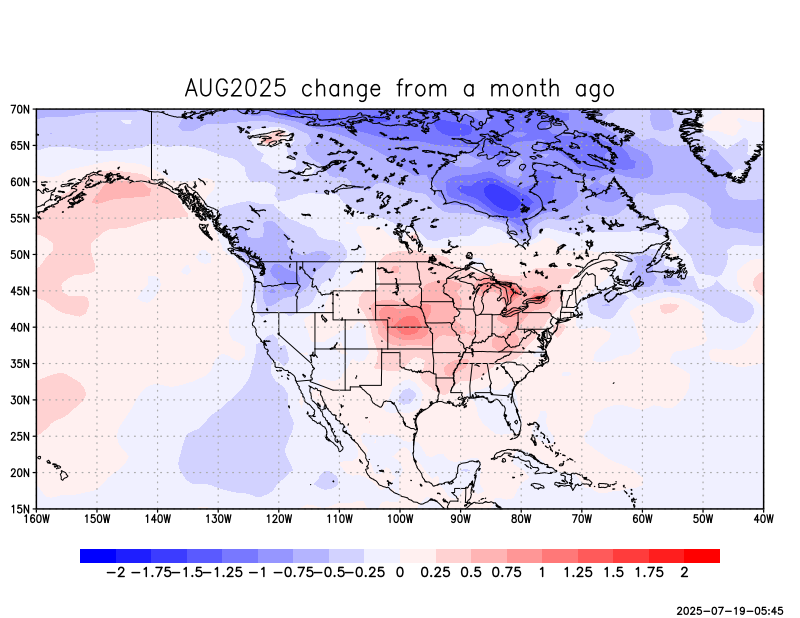 AUG2025 change from a month ago
70N
65N
60N
55N
50N
45N
40N
35N
30N
25N
20N
15N
160W 150W 140W 130W 120W 110W 100W 90W 80W 70W 60W 50W 40W
−2 −1.75 −1.5 −1.25 −1 −0.75 −0.5 −0.25 0 0.25 0.5 0.75 1 1.25 1.5 1.75 2
2025-07-19-05:45